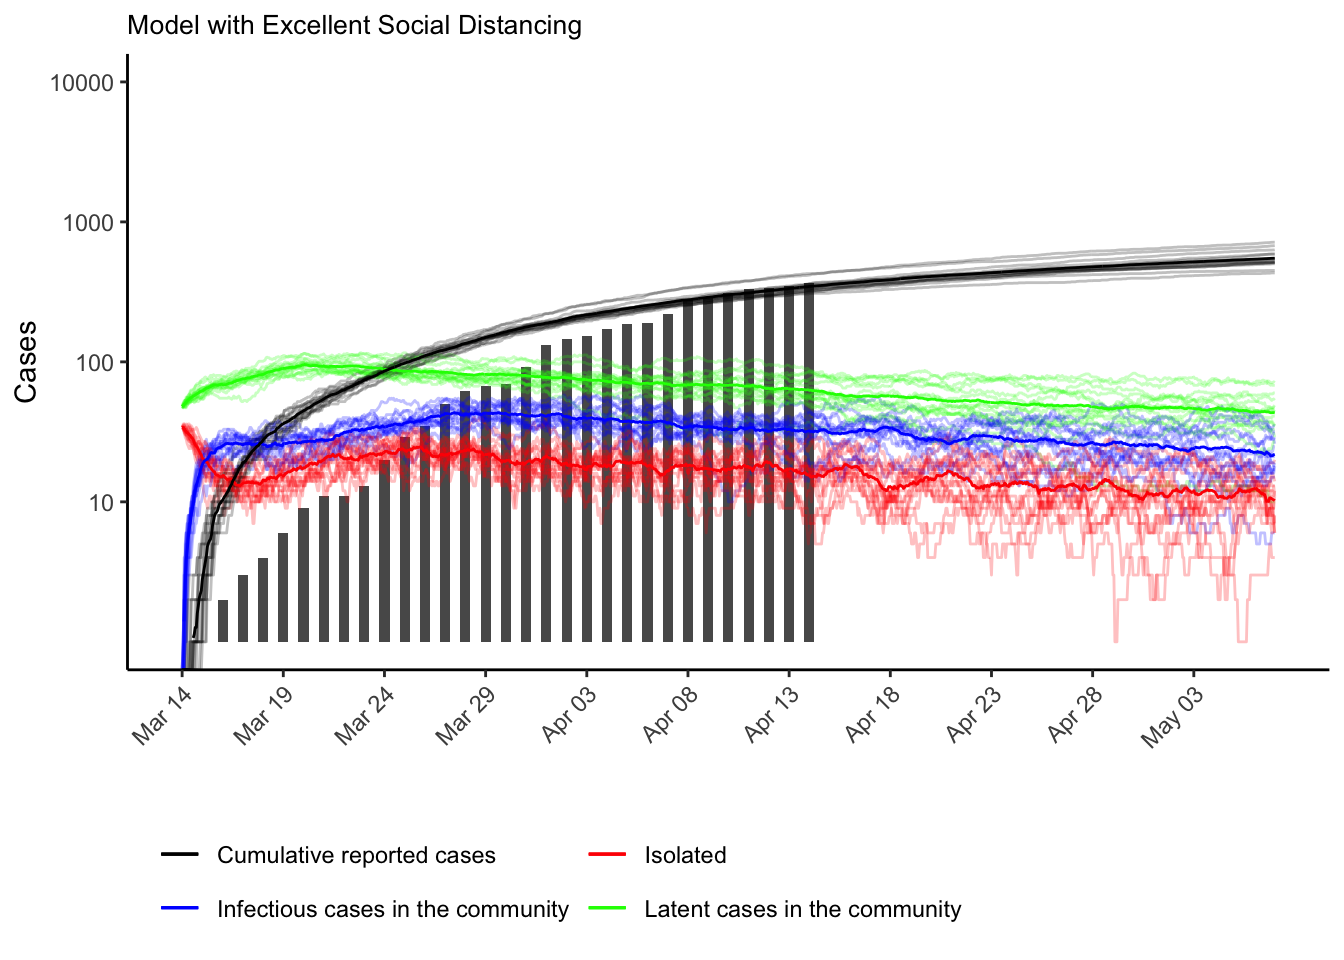 Model with Excellent Social Distancing
Cases
10000
1000
100
10
Mar 14
Mar 19
Mar 24
Mar 29
Apr 03
Apr 08
Apr 13
Apr 18
Apr 23
Apr 28
May 03
Cumulative reported cases
Isolated
Infectious cases in the community
Latent cases in the community